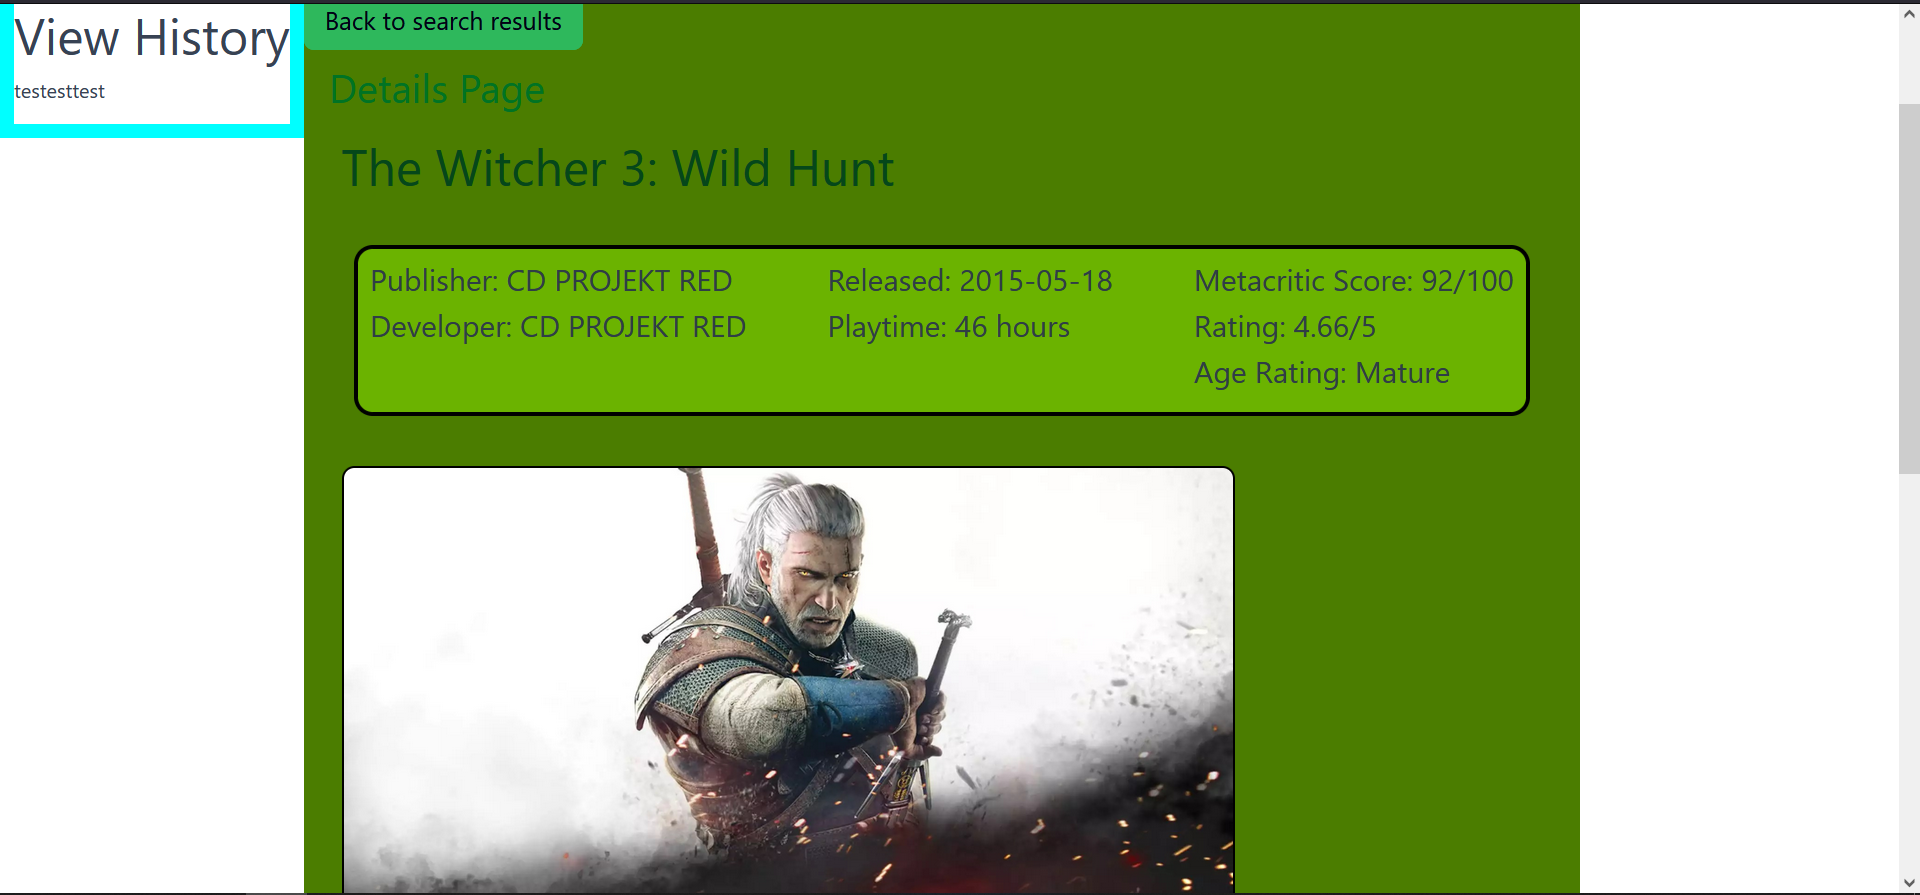 View History
testesttest
Back to search results
Details Page
The Witcher 3: Wild Hunt
Publisher: CD PROJEKT RED
Developer: CD PROJEKT RED
Released: 2015-05-18
Playtime: 46 hours
Metacritic Score: 92/100
Rating: 4.66/5
Age Rating: Mature